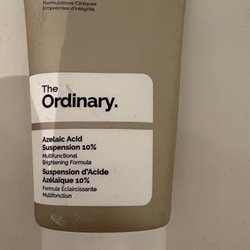 Formulations Cliniques
Empreintes d'Intégrité
The
Ordinary.
Azelaic Acid
Suspension 10%
Multifunctional
Brightening Formula
Suspension d'Acide
Azélaïque 10%
Formule Éclaircissante
Multifonction